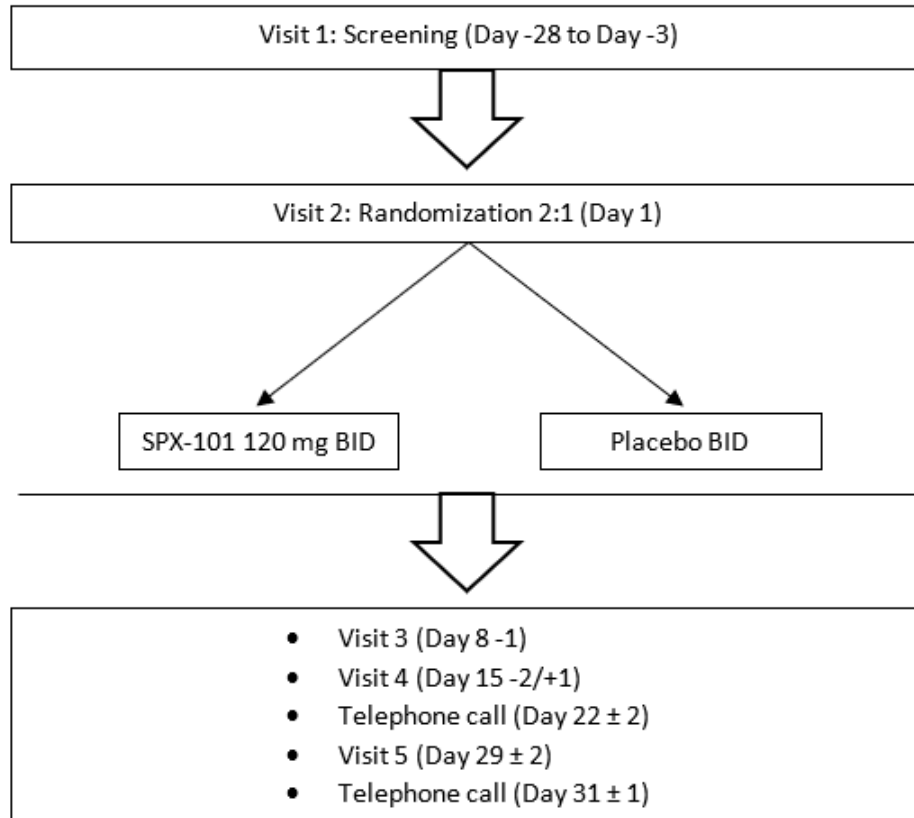 Visit 1: Screening (Day -28 to Day -3)
Visit 2: Randomization 2:1 (Day 1)
SPX-101 120 mg BID
Placebo BID
• Visit 3 (Day 8 -1)
• Visit 4 (Day 15 -2/+1)
• Telephone call (Day 22 ± 2)
• Visit 5 (Day 29 ± 2)
• Telephone call (Day 31 ± 1)